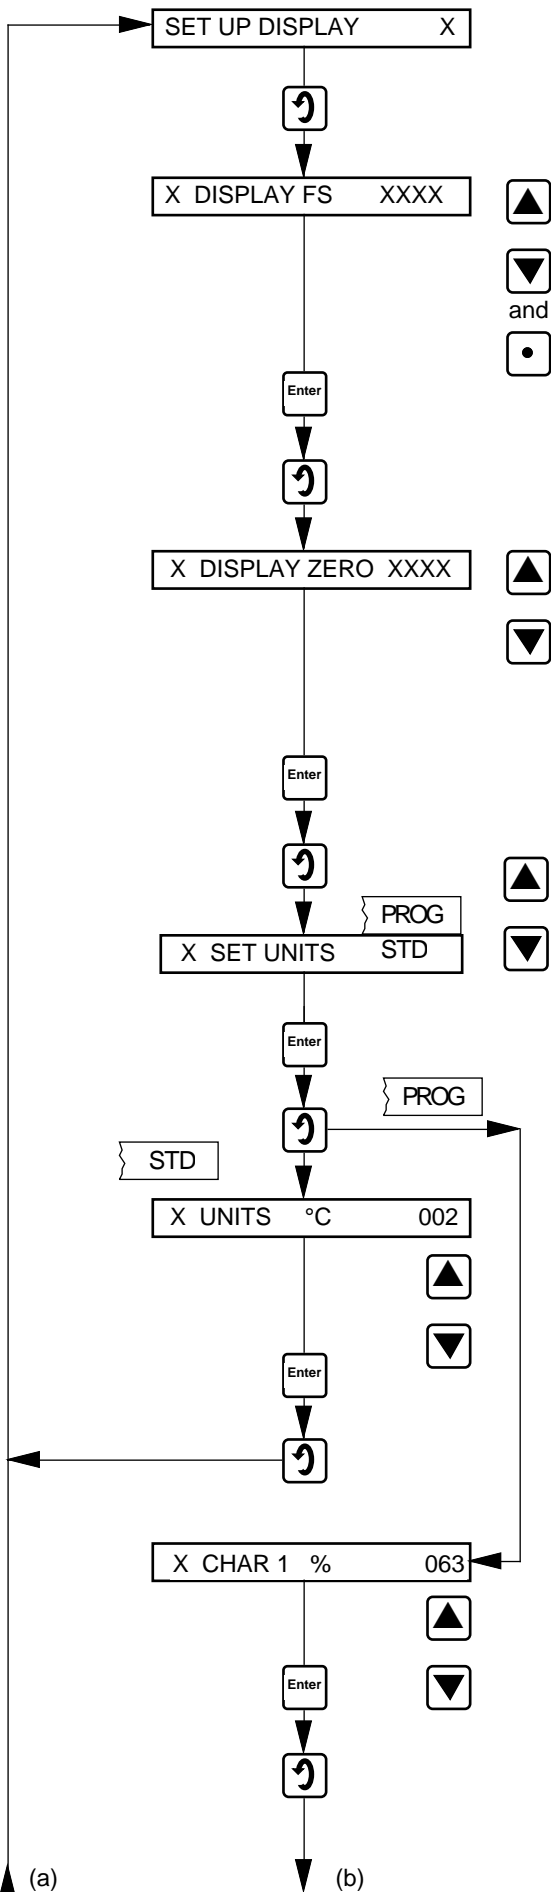 SET UP DISPLAY X
X DISPLAY FS XXXX
and
Enter
X DISPLAY ZERO XXXX
Enter
PROG
X SET UNITS STD
Enter
PROG
STD
X UNITS °C 002
Enter
X CHAR 1 % 063
Enter
(a) (b)